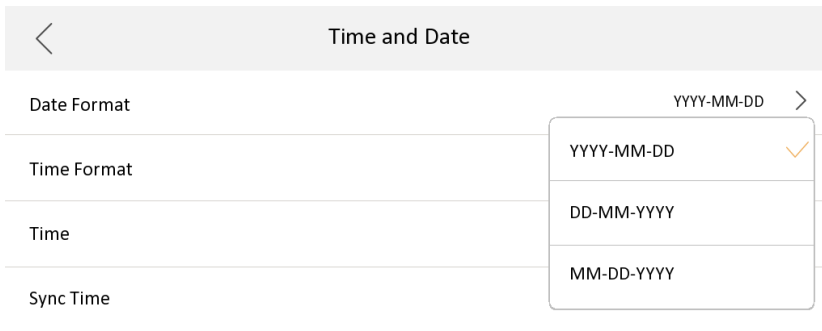 Time and Date
Date Format YYYY-MM-DD
YYYY-MM-DD
Time Format
DD-MM-YYYY
Time
MM-DD-YYYY
Sync Time